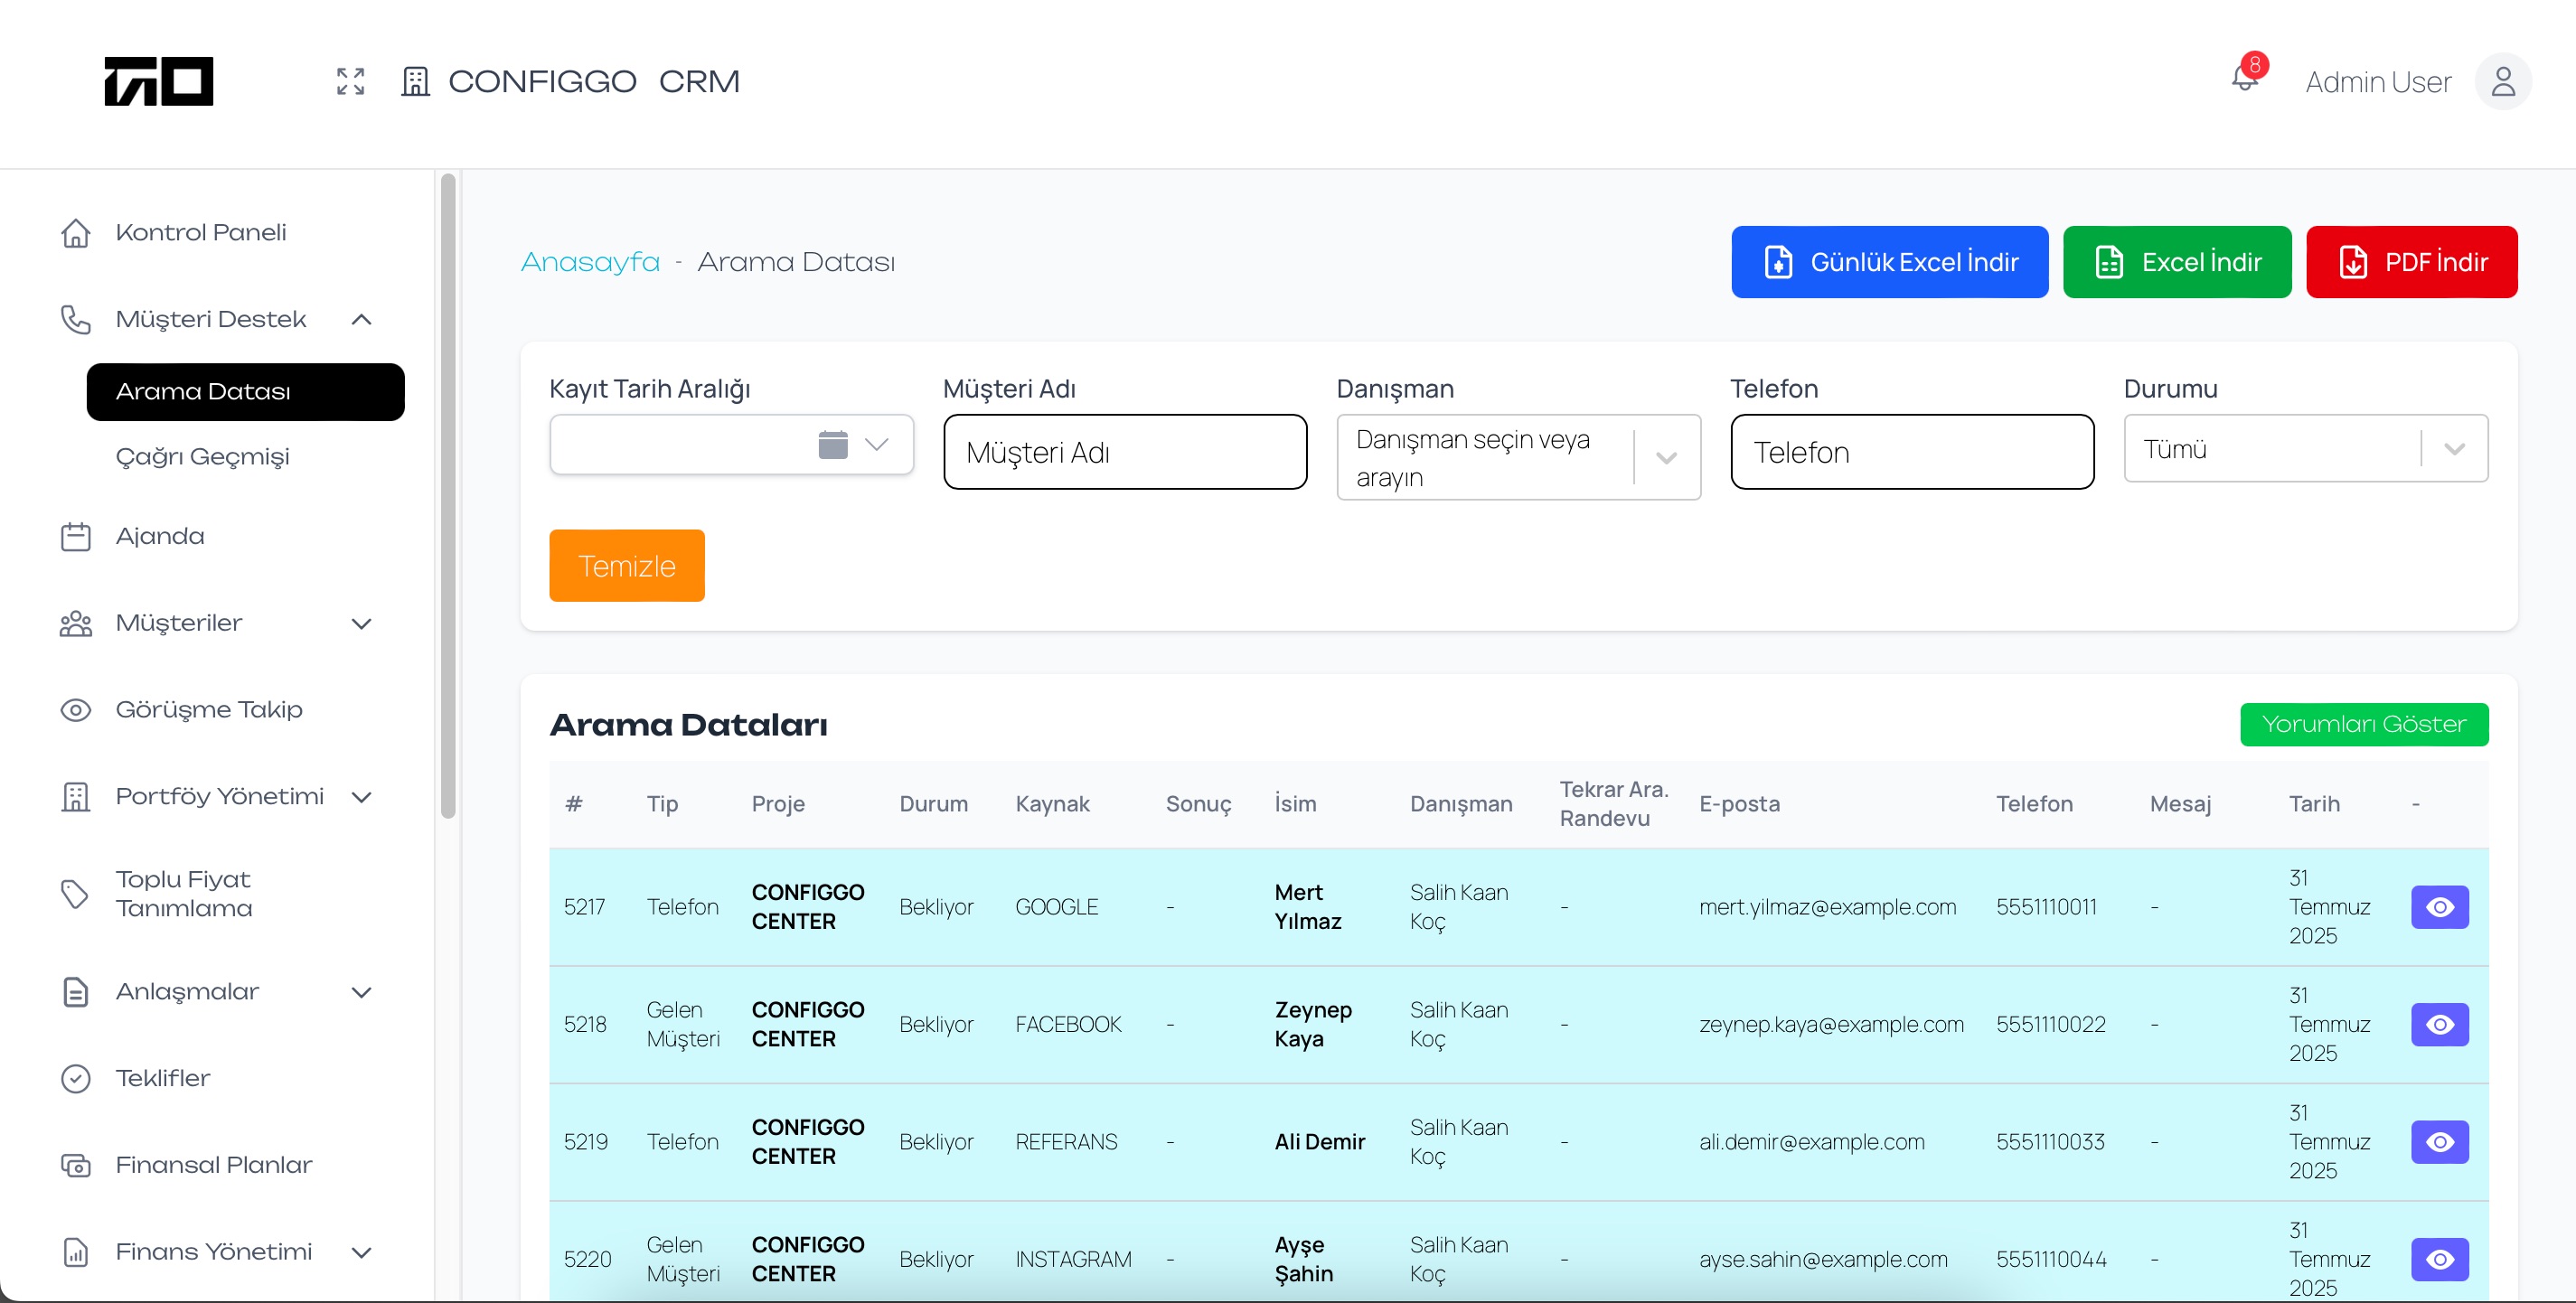 CONFIGGO CRM
8
Admin User
Kontrol Paneli
Müşteri Destek
Arama Datası
Çağrı Geçmişi
Ajanda
Müşteriler
Görüşme Takip
Portföy Yönetimi
Toplu Fiyat
Tanımlama
Anlaşmalar
Teklifler
Finansal Planlar
Finans Yönetimi
Anasayfa - Arama Datası
Günlük Excel İndir
Excel İndir
PDF İndir
Kayıt Tarih Aralığı
Müşteri Adı
Müşteri Adı
Danışman
Danışman seçin veya
arayın
Telefon
Telefon
Durumu
Tümü
Temizle
Arama Dataları
Yorumları Göster
# Tip Proje Durum Kaynak Sonuç İsim Danışman Tekrar Ara. Randevu E-posta Telefon Mesaj Tarih -
5217 Telefon CONFIGGO CENTER Bekliyor GOOGLE - Mert Yılmaz Salih Kaan Koç - mert.yilmaz@example.com 5551110011 - 31 Temmuz 2025
5218 Gelen Müşteri CONFIGGO CENTER Bekliyor FACEBOOK - Zeynep Kaya Salih Kaan Koç - zeynep.kaya@example.com 5551110022 - 31 Temmuz 2025
5219 Telefon CONFIGGO CENTER Bekliyor REFERANS - Ali Demir Salih Kaan Koç - ali.demir@example.com 5551110033 - 31 Temmuz 2025
5220 Gelen Müşteri CONFIGGO CENTER Bekliyor INSTAGRAM - Ayşe Şahin Salih Kaan Koç - ayse.sahin@example.com 5551110044 - 31 Temmuz 2025